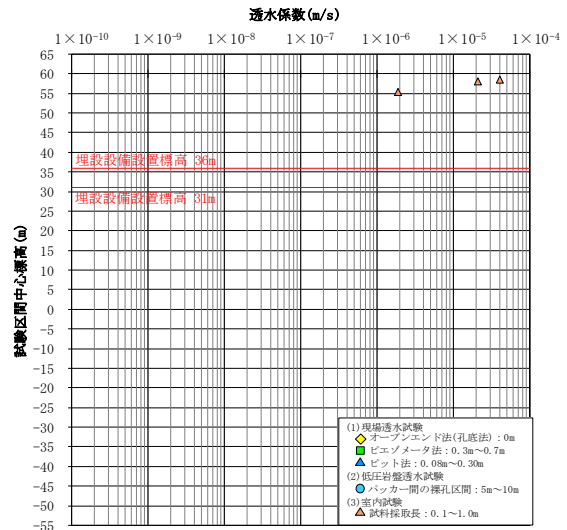 透水係数(m/s)
1×10⁻¹⁰ 1×10⁻⁹ 1×10⁻⁸ 1×10⁻⁷ 1×10⁻⁶ 1×10⁻⁵ 1×10⁻⁴
試験区間中心標高(m)
65
60
55
50
45
40
35
30
25
20
15
10
5
0
-5
-10
-15
-20
-25
-30
-35
-40
-45
-50
-55
埋設設備設置標高 36m
埋設設備設置標高 31m
(1)現場透水試験
オープンエンド法(孔底法)：0m
ピエゾメータ法：0.3m～0.7m
ピット法：0.08m～0.30m
(2)低圧岩盤透水試験
パッカー間の裸孔区間：5m～10m
(3)室内試験
試料採取長：0.1～1.0m